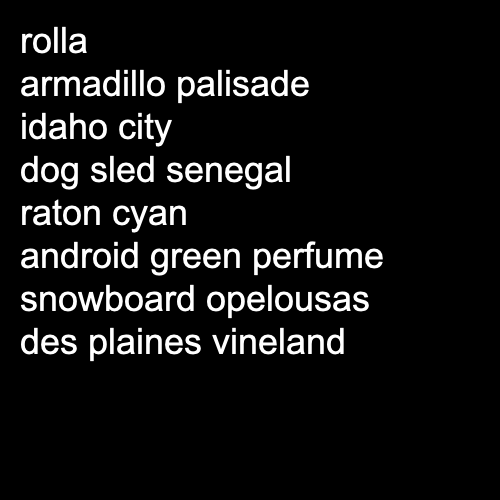 rolla
armadillo palisade
idaho city
dog sled senegal
raton cyan
android green perfume
snowboard opelousas
des plaines vineland